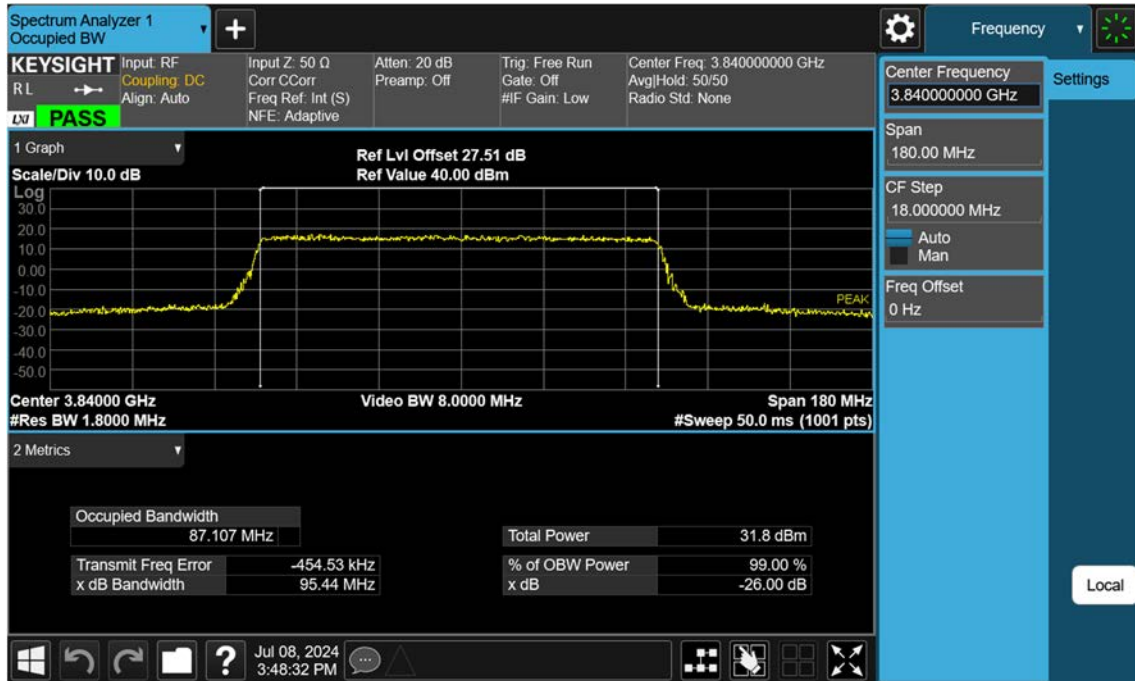 Spectrum Analyzer 1
Occupied BW
Frequency
KEYSIGHT
R L
LXI
PASS
Input: RF
Coupling: DC
Align: Auto
Input Z: 50 Ω
Corr CCorr
Freq Ref: Int (S)
NFE: Adaptive
Atten: 20 dB
Preamp: Off
Trig: Free Run
Gate: Off
#IF Gain: Low
Center Freq: 3.840000000 GHz
Avg|Hold: 50/50
Radio Std: None
Center Frequency
3.840000000 GHz
Settings
Span
180.00 MHz
CF Step
18.000000 MHz
Auto
Man
Freq Offset
0 Hz
Local
1 Graph
Scale/Div 10.0 dB
Ref Lvl Offset 27.51 dB
Ref Value 40.00 dBm
Log
30.0
20.0
10.0
0.00
-10.0
-20.0
-30.0
-40.0
-50.0
PEAK
Center 3.84000 GHz
#Res BW 1.8000 MHz
Video BW 8.0000 MHz
Span 180 MHz
#Sweep 50.0 ms (1001 pts)
2 Metrics
Occupied Bandwidth
87.107 MHz
Total Power 31.8 dBm
Transmit Freq Error -454.53 kHz
% of OBW Power 99.00 %
x dB Bandwidth 95.44 MHz
x dB -26.00 dB
?
Jul 08, 2024
3:48:32 PM